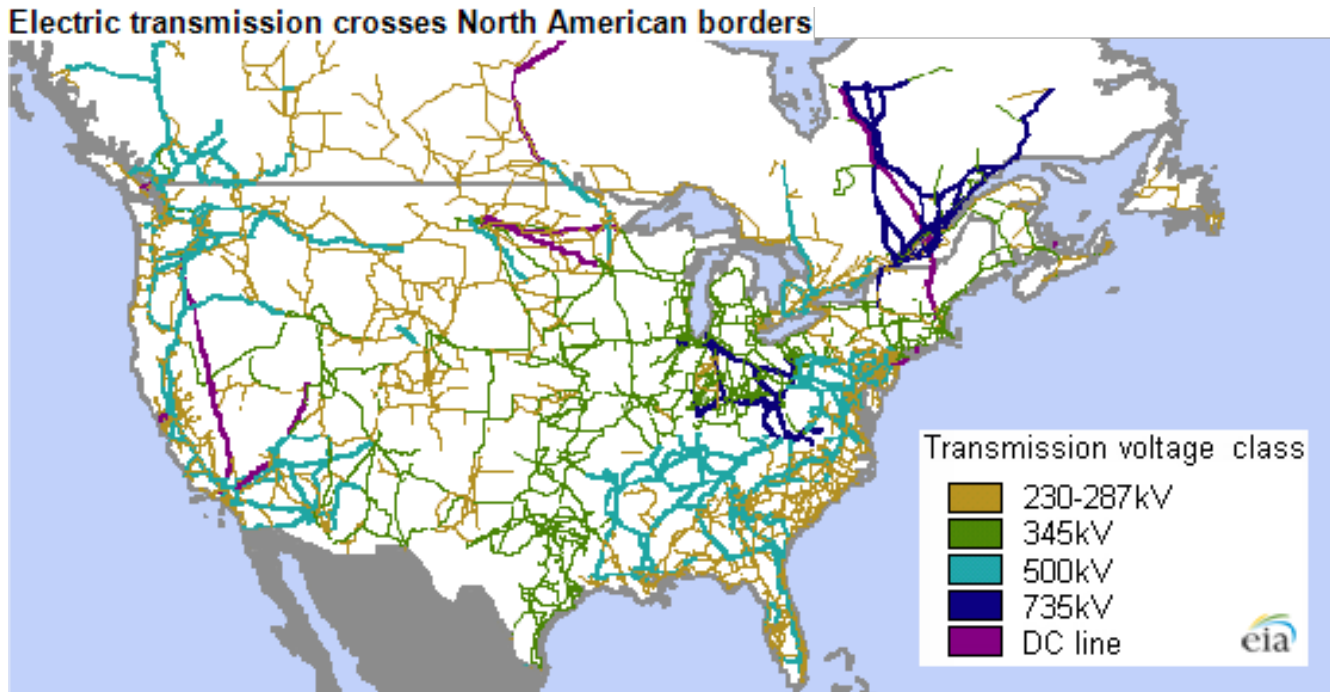 Electric transmission crosses North American borders
Transmission voltage class
230-287kV
345kV
500kV
735kV
DC line
eia